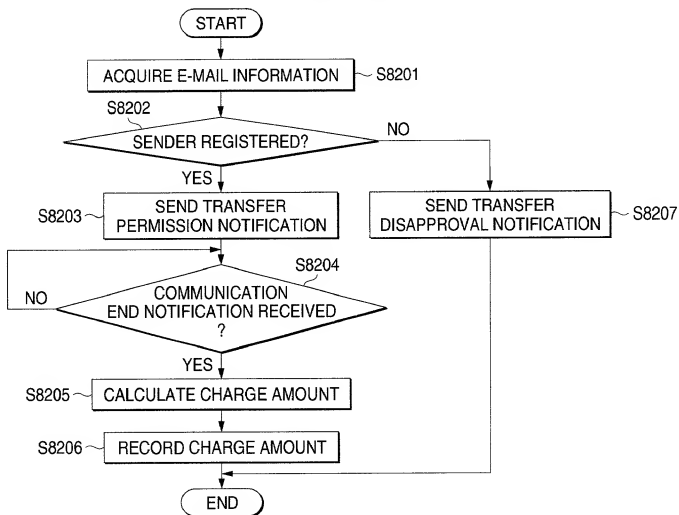 START
ACQUIRE E-MAIL INFORMATION
S8201
S8202
SENDER REGISTERED?
NO
YES
S8203
SEND TRANSFER
PERMISSION NOTIFICATION
SEND TRANSFER
DISAPPROVAL NOTIFICATION
S8207
S8204
COMMUNICATION
END NOTIFICATION RECEIVED
?
NO
YES
S8205
CALCULATE CHARGE AMOUNT
S8206
RECORD CHARGE AMOUNT
END